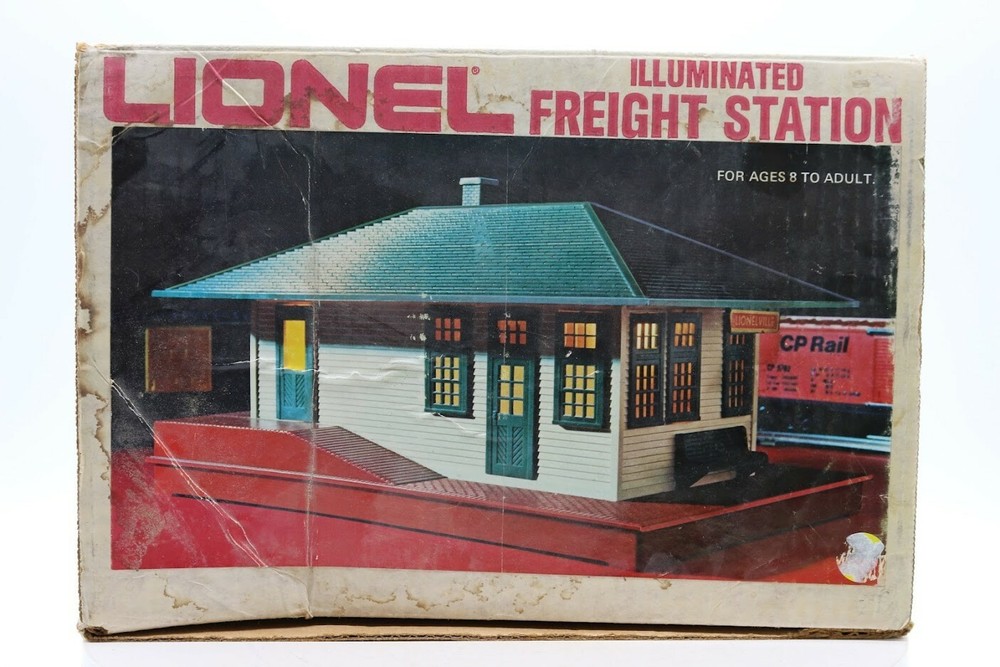 LIONEL®
ILLUMINATED
FREIGHT STATION
FOR AGES 8 TO ADULT.
LIONELVILLE
CP Rail